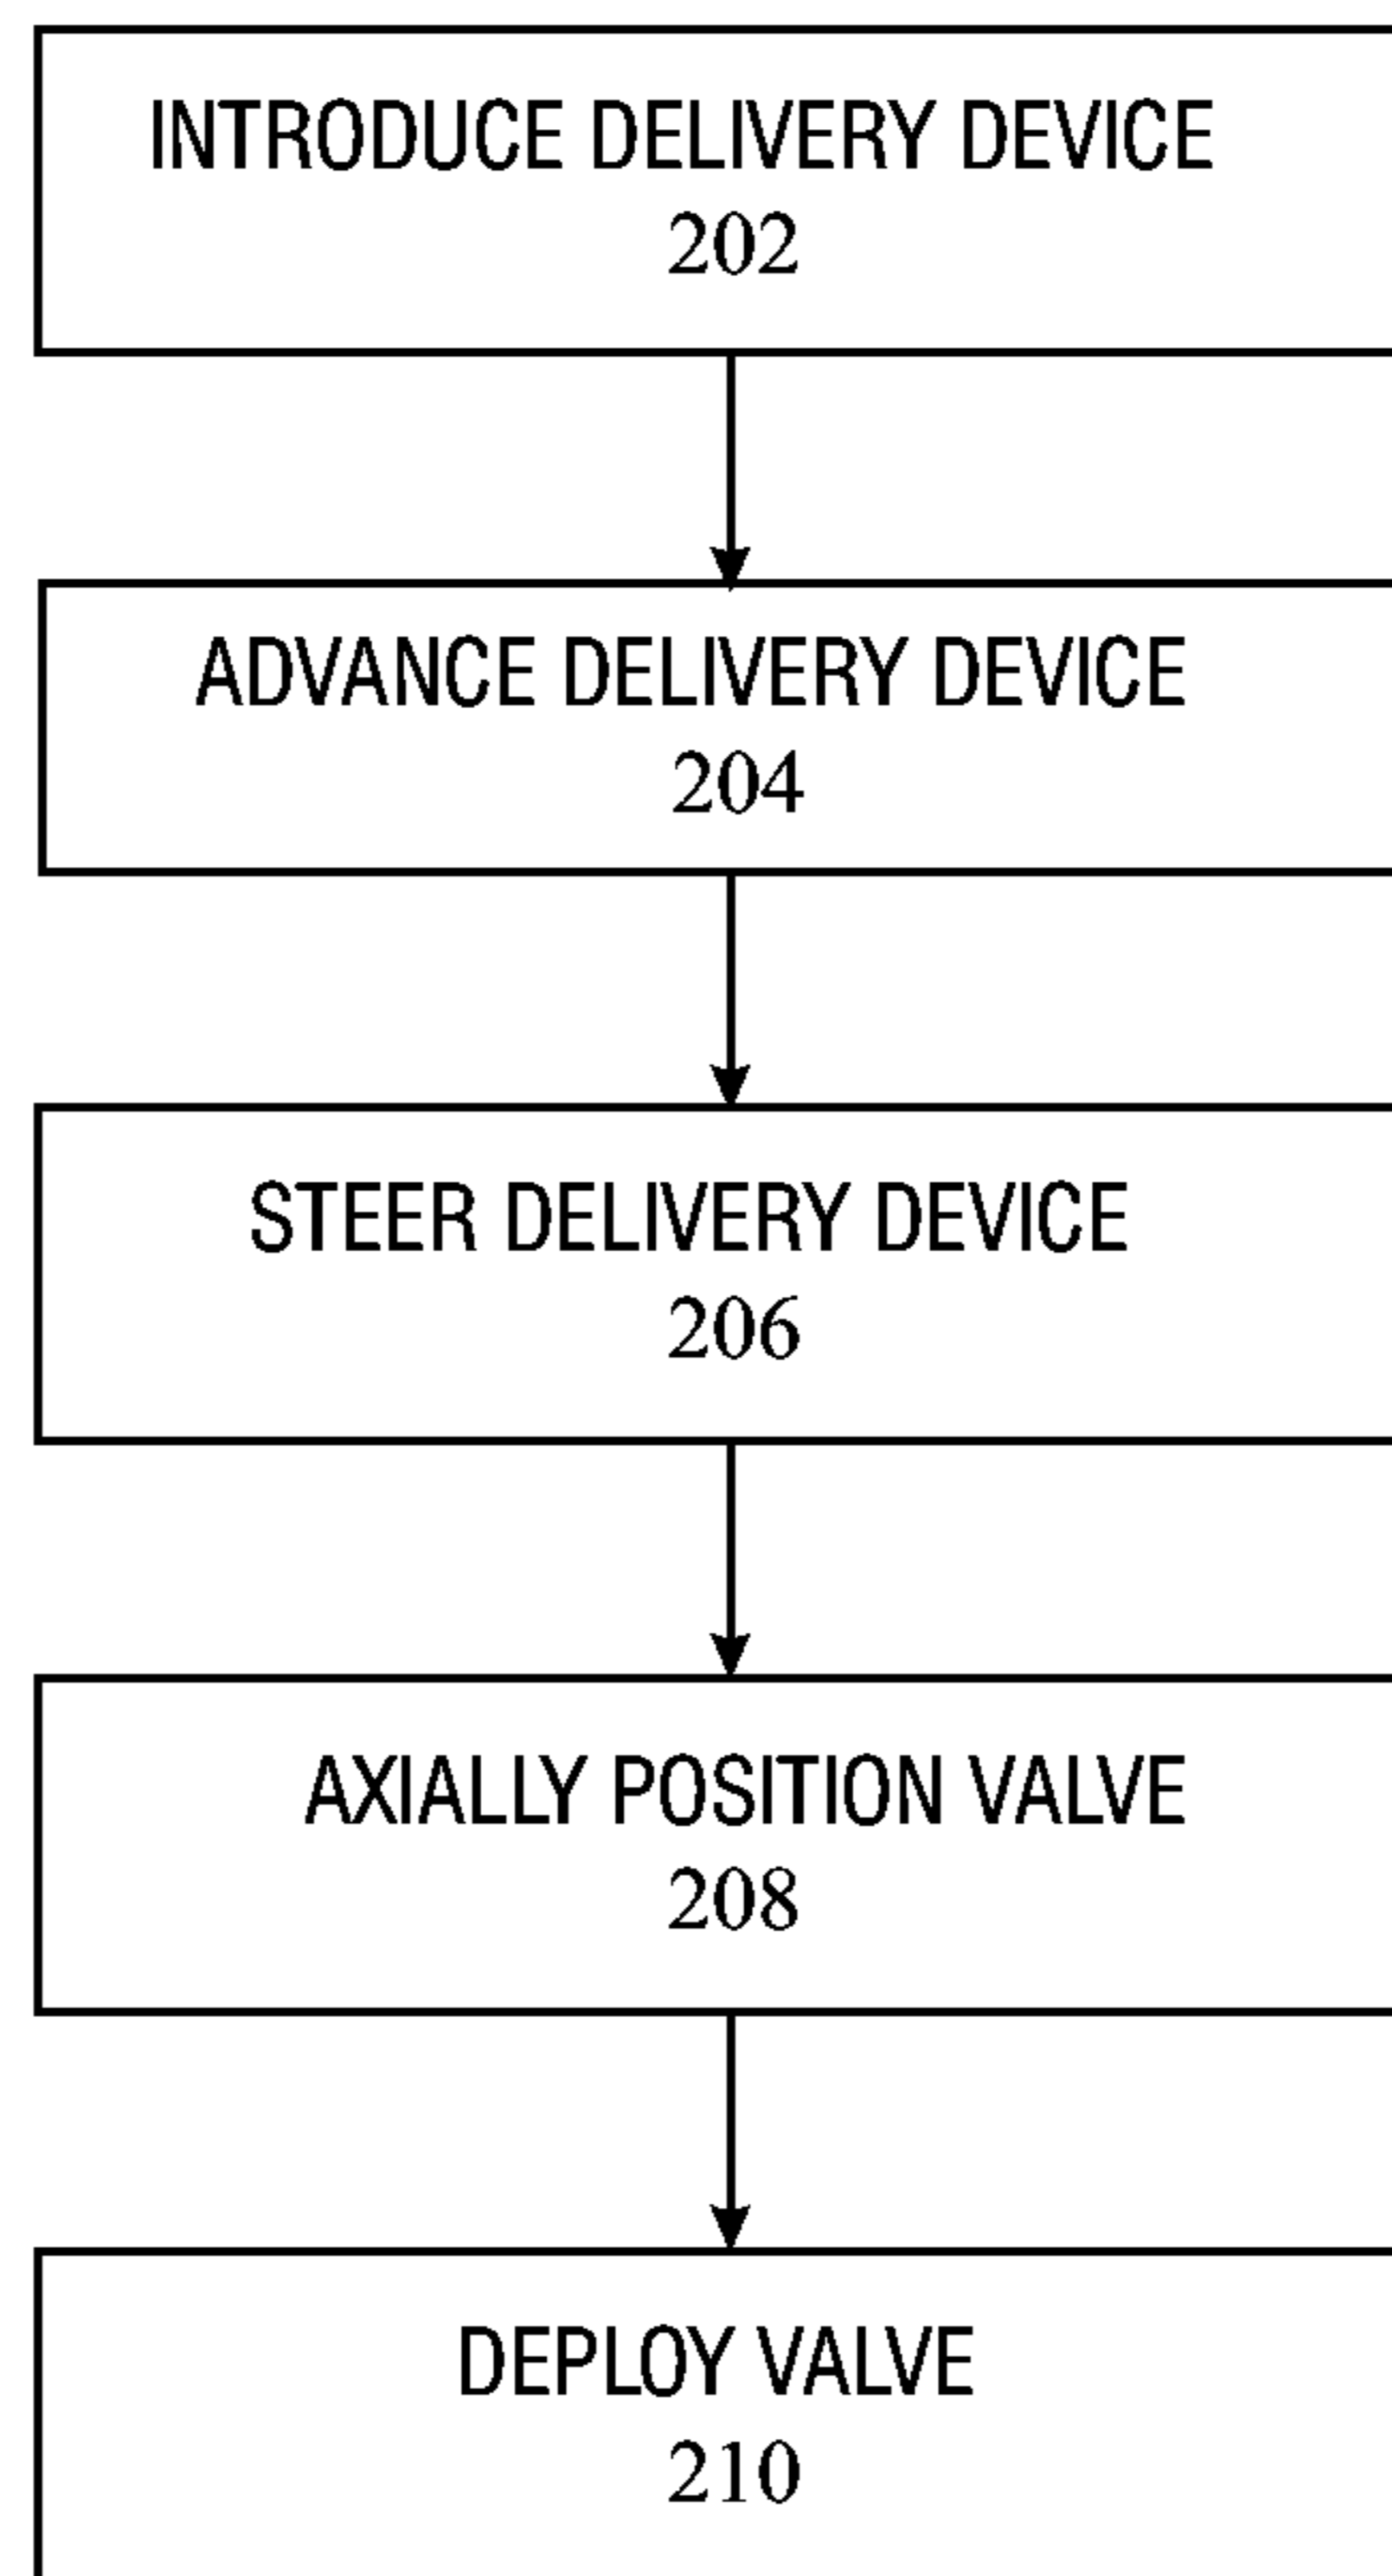 INTRODUCE DELIVERY DEVICE
202
ADVANCE DELIVERY DEVICE
204
STEER DELIVERY DEVICE
206
AXIALLY POSITION VALVE
208
DEPLOY VALVE
210